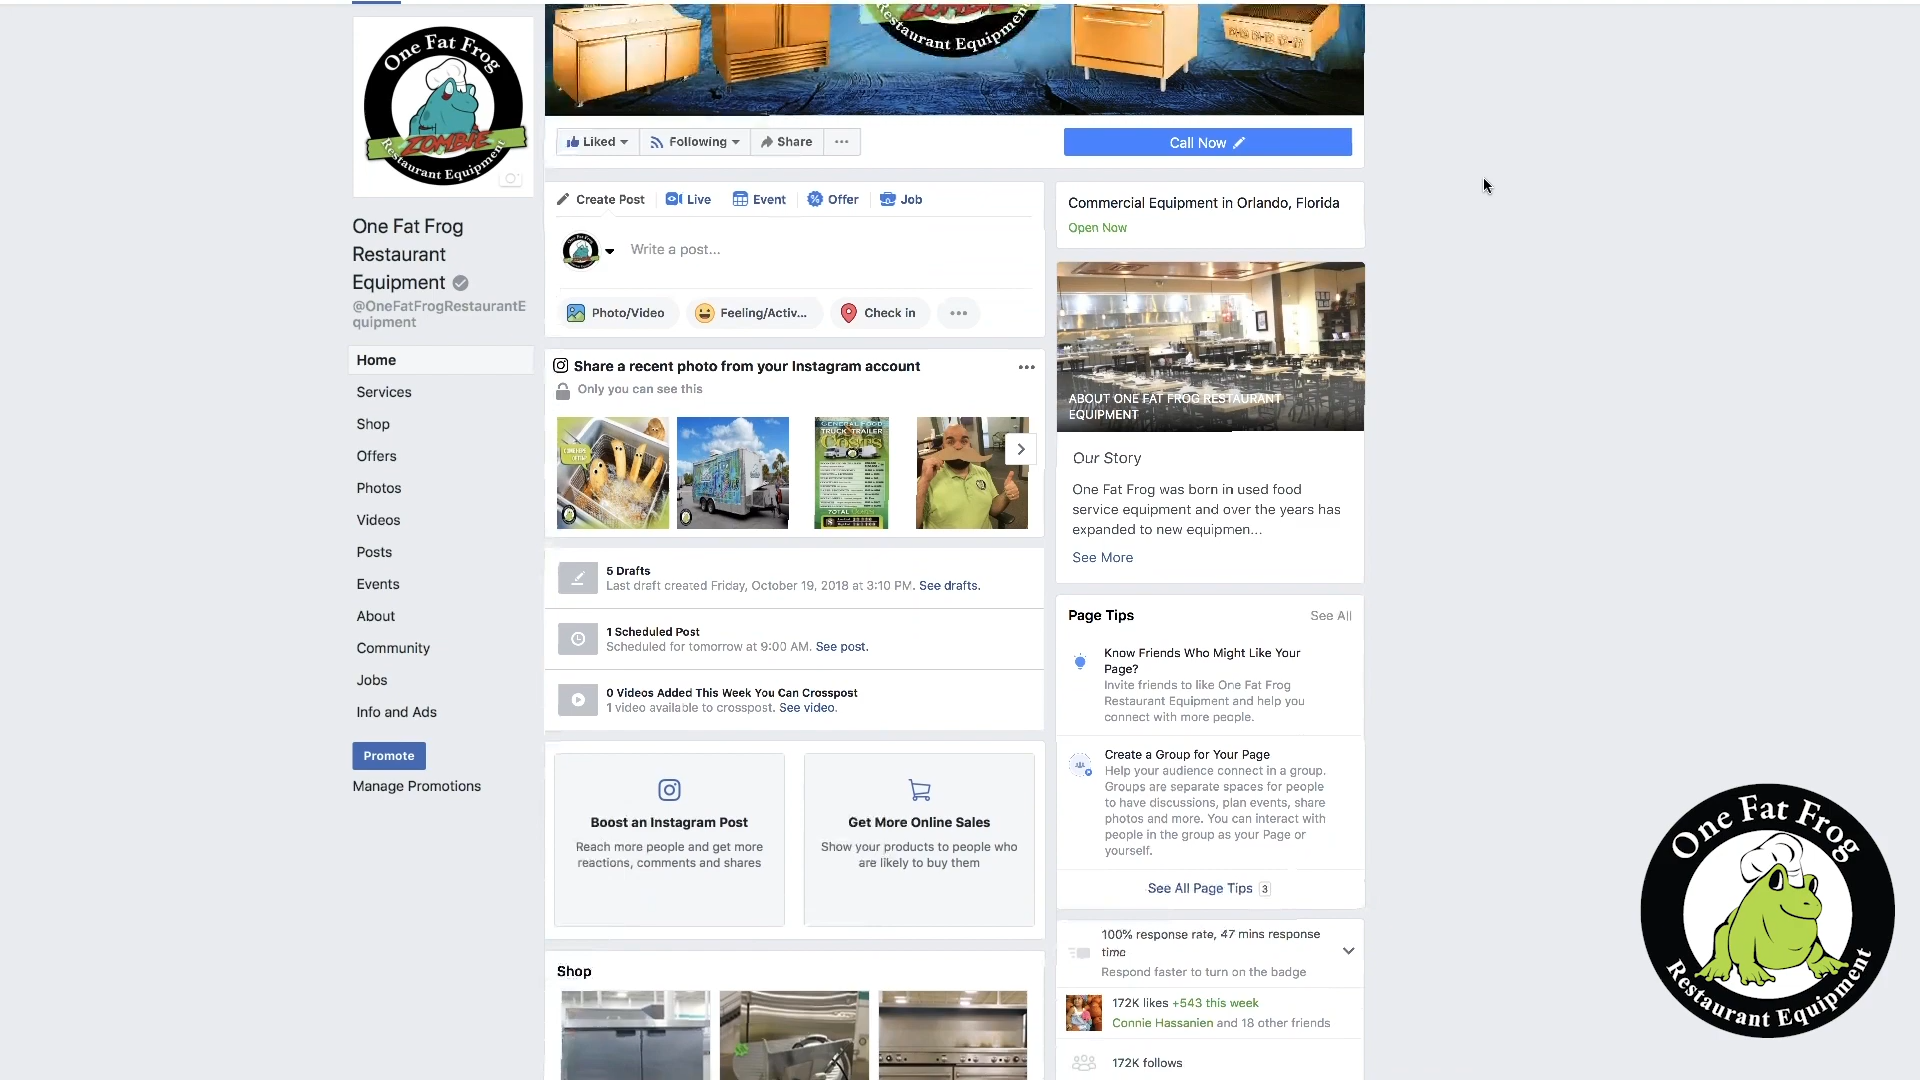 One Fat Frog
ZOMBIE
Restaurant Equipment
Restaurant Equipment
Liked
Following
Share
Call Now
One Fat Frog
Restaurant
Equipment
@OneFatFrogRestaurantE
quipment
Home
Services
Shop
Offers
Photos
Videos
Posts
Events
About
Community
Jobs
Info and Ads
Promote
Manage Promotions
Create Post
Live
Event
Offer
Job
Write a post...
Photo/Video
Feeling/Activ...
Check in
Share a recent photo from your Instagram account
Only you can see this
GENERAL FOOD
TRUCK TRAILER
COSTS
5 Drafts
Last draft created Friday, October 19, 2018 at 3:10 PM. See drafts.
1 Scheduled Post
Scheduled for tomorrow at 9:00 AM. See post.
0 Videos Added This Week You Can Crosspost
1 video available to crosspost. See video.
Boost an Instagram Post
Reach more people and get more
reactions, comments and shares
Get More Online Sales
Show your products to people who
are likely to buy them
Shop
Commercial Equipment in Orlando, Florida
Open Now
ABOUT ONE FAT FROG RESTAURANT
EQUIPMENT
Our Story
One Fat Frog was born in used food
service equipment and over the years has
expanded to new equipmen...
See More
Page Tips
See All
Know Friends Who Might Like Your
Page?
Invite friends to like One Fat Frog
Restaurant Equipment and help you
connect with more people.
Create a Group for Your Page
Help your audience connect in a group.
Groups are separate spaces for people
to have discussions, plan events, share
photos and more. You can interact with
people in the group as your Page or
yourself.
See All Page Tips 3
100% response rate, 47 mins response
time
Respond faster to turn on the badge
172K likes +543 this week
Connie Hassanien and 18 other friends
172K follows
One Fat Frog
Restaurant Equipment